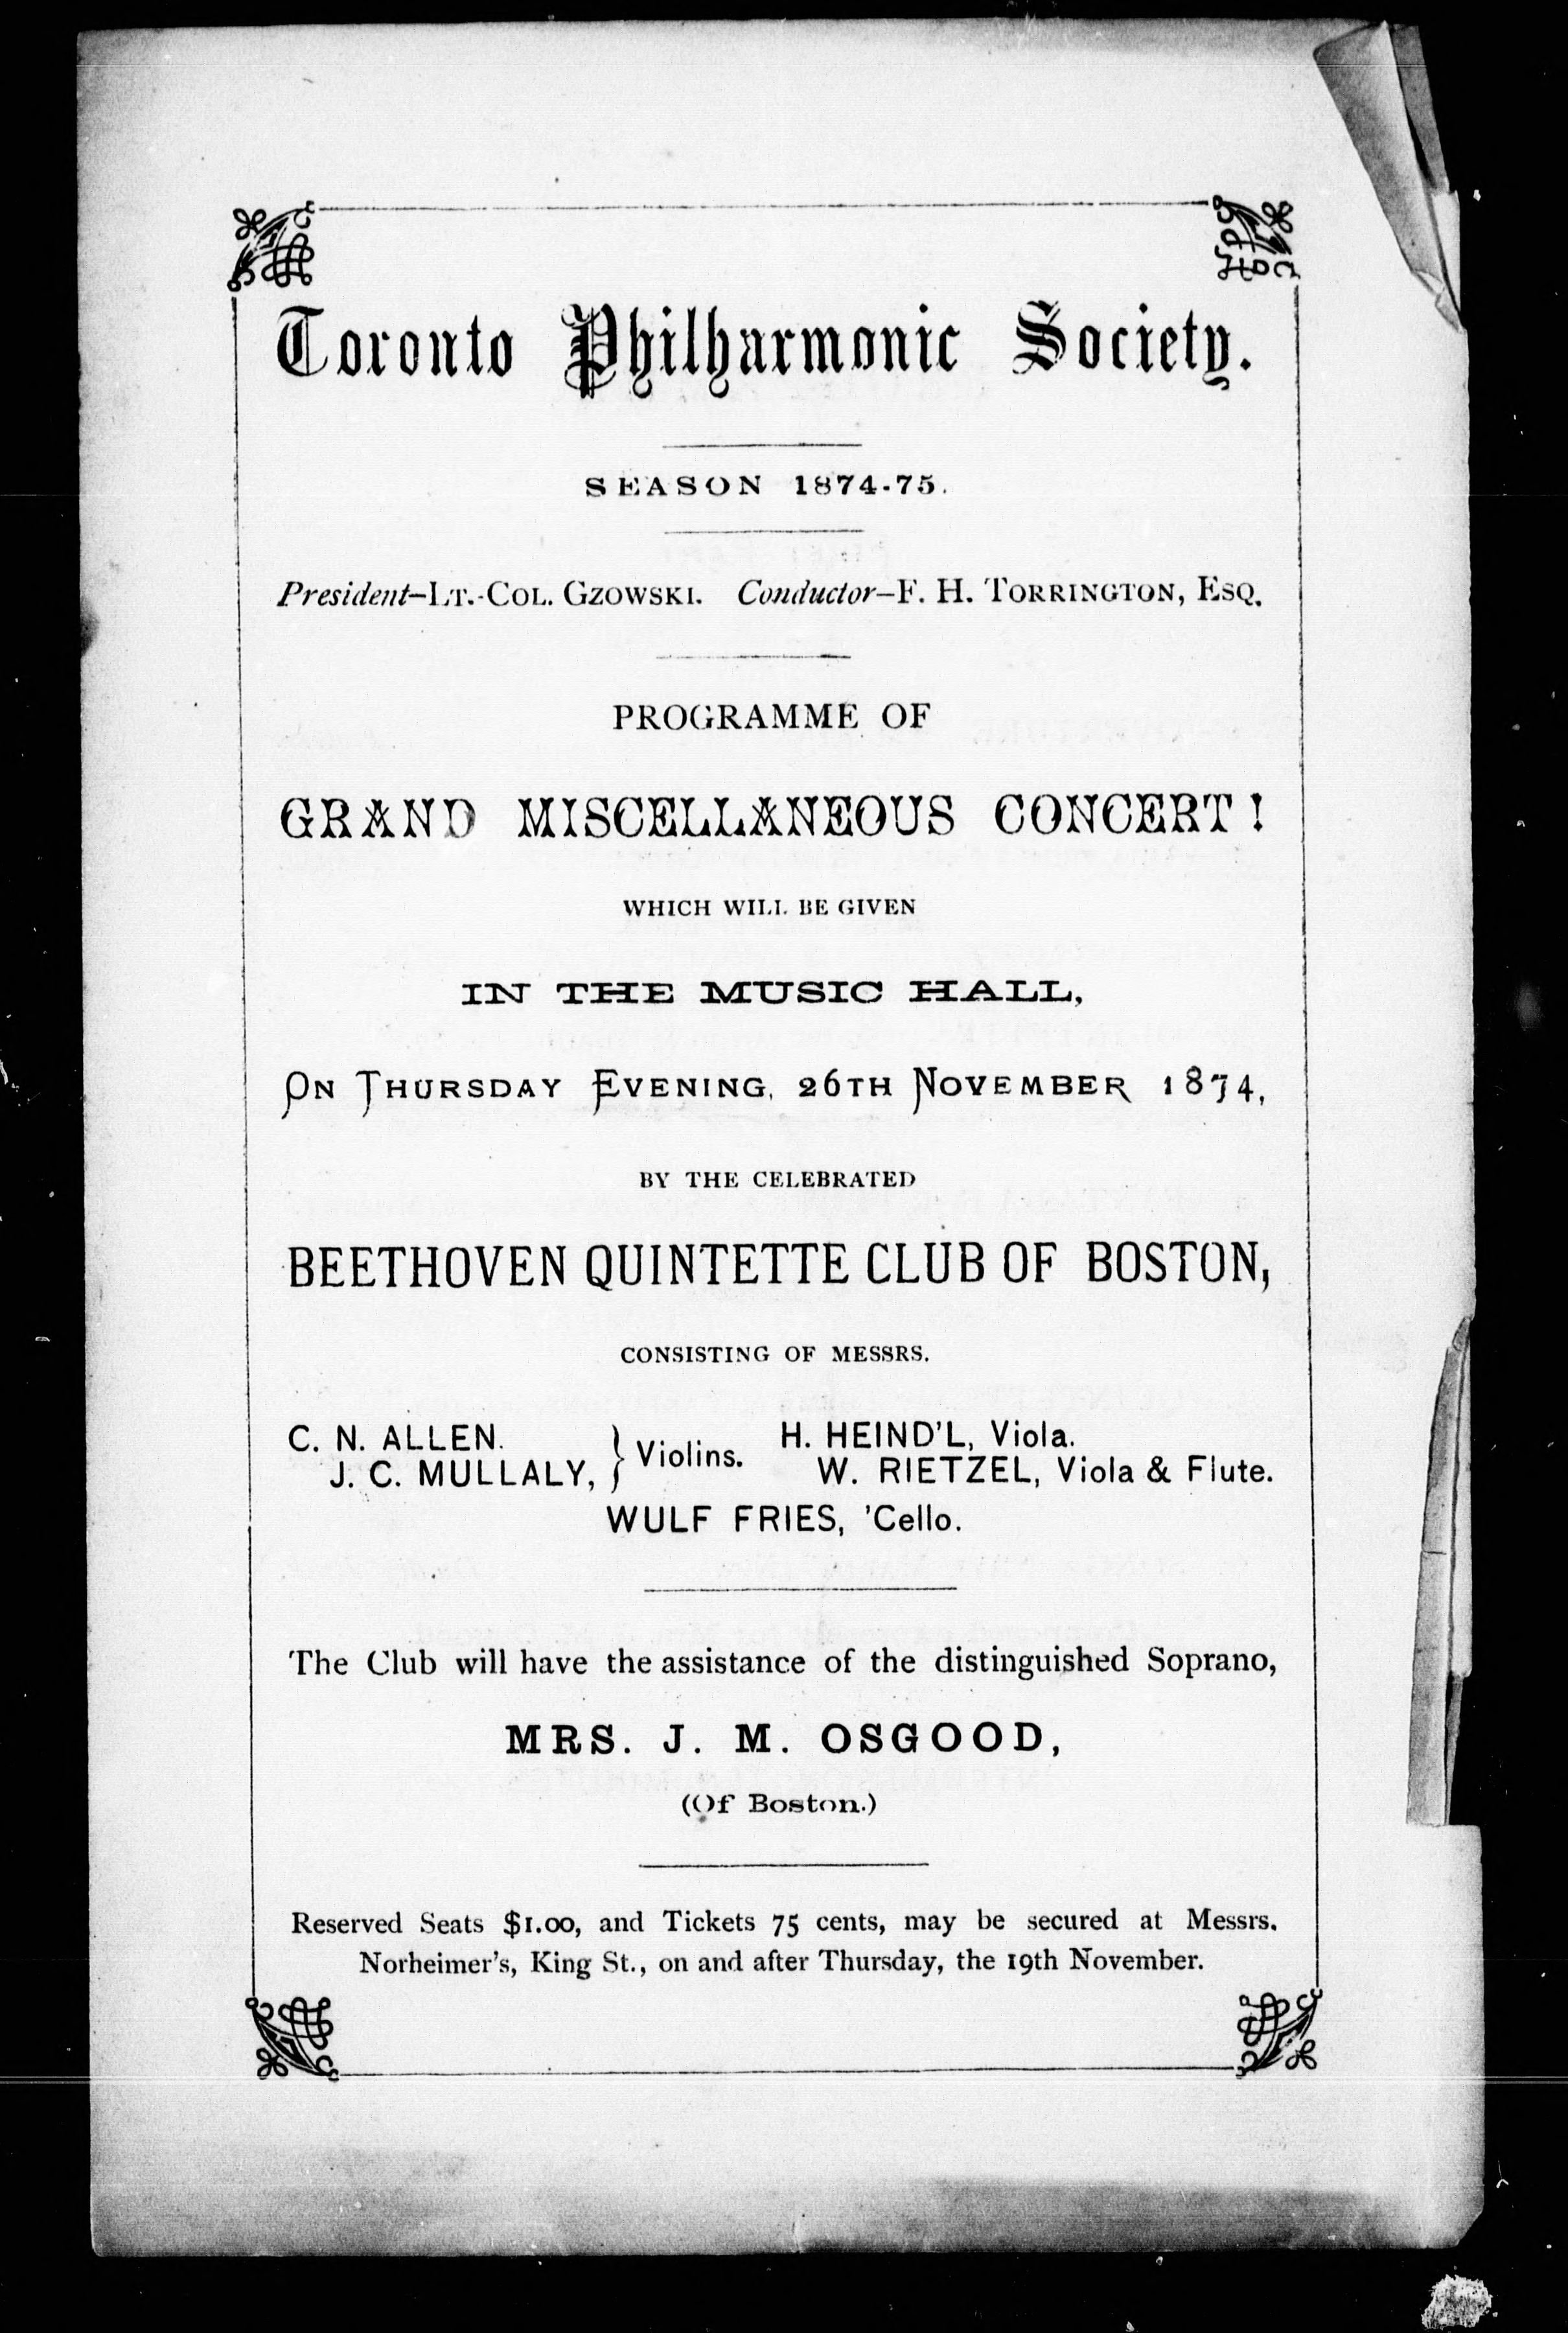 Toronto Philharmonic Society.
SEASON 1874-75.
President—LT.-COL. GZOWSKI. Conductor—F. H. TORRINGTON, ESQ.
PROGRAMME OF
GRAND MISCELLANEOUS CONCERT!
WHICH WILL BE GIVEN
IN THE MUSIC HALL,
ON THURSDAY EVENING, 26TH NOVEMBER 1874,
BY THE CELEBRATED
BEETHOVEN QUINTETTE CLUB OF BOSTON,
CONSISTING OF MESSRS.
C. N. ALLEN.
J. C. MULLALY, } Violins.
H. HEIND'L, Viola.
W. RIETZEL, Viola & Flute.
WULF FRIES, 'Cello.
The Club will have the assistance of the distinguished Soprano,
MRS. J. M. OSGOOD,
(Of Boston.)
Reserved Seats $1.00, and Tickets 75 cents, may be secured at Messrs.
Norheimer's, King St., on and after Thursday, the 19th November.